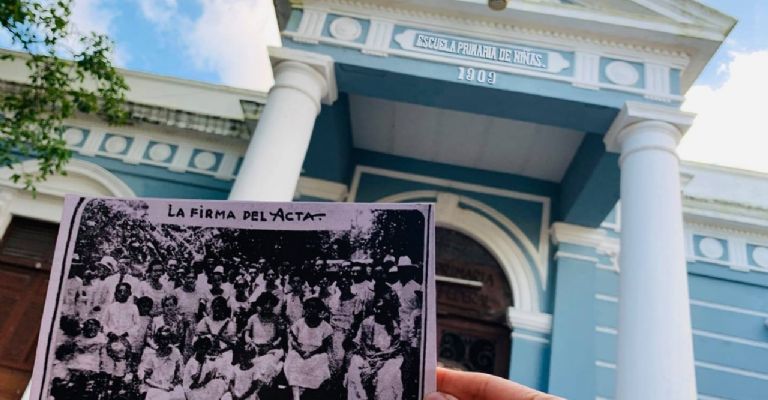 ESCUELA PRIMARIA DE NIÑAS.
1909
LA FIRMA DEL ACTA.